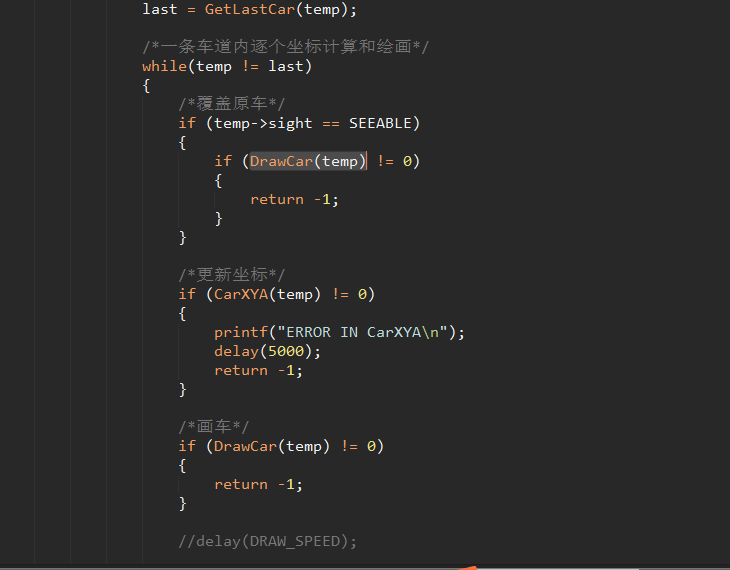 last = GetLastCar(temp);
/*一条车道内逐个坐标计算和绘画*/
while(temp != last)
{
/*覆盖原车*/
if (temp->sight == SEEABLE)
{
if (DrawCar(temp) != 0)
{
return -1;
}
}
/*更新坐标*/
if (CarXYA(temp) != 0)
{
printf("ERROR IN CarXYA\n");
delay(5000);
return -1;
}
/*画车*/
if (DrawCar(temp) != 0)
{
return -1;
}
//delay(DRAW_SPEED);